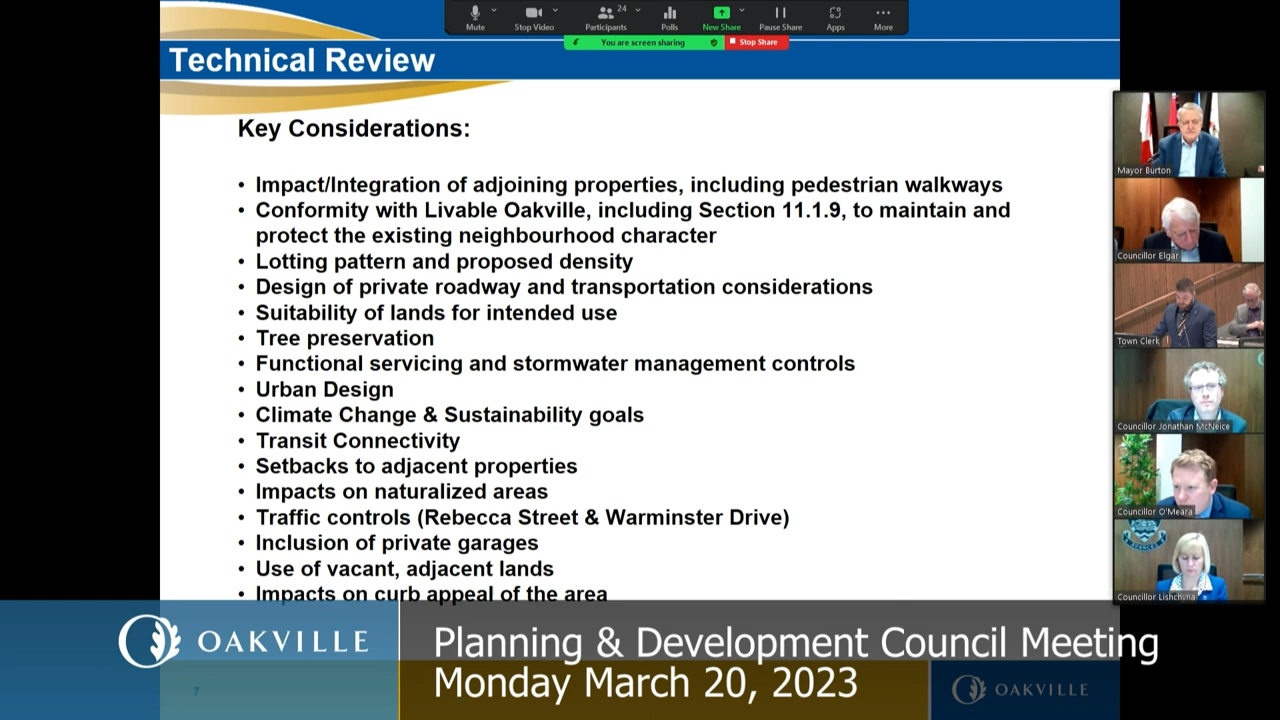 Mute
Stop Video
24
Participants
Polls
New Share
Pause Share
Apps
More
You are screen sharing
Stop Share
Technical Review
Key Considerations:
• Impact/Integration of adjoining properties, including pedestrian walkways
• Conformity with Livable Oakville, including Section 11.1.9, to maintain and
protect the existing neighbourhood character
• Lotting pattern and proposed density
• Design of private roadway and transportation considerations
• Suitability of lands for intended use
• Tree preservation
• Functional servicing and stormwater management controls
• Urban Design
• Climate Change & Sustainability goals
• Transit Connectivity
• Setbacks to adjacent properties
• Impacts on naturalized areas
• Traffic controls (Rebecca Street & Warminster Drive)
• Inclusion of private garages
• Use of vacant, adjacent lands
• Impacts on curb appeal of the area
Mayor Burton
Councillor Elgar
Town Clerk
Councillor Jonathan McNeice
Councillor O'Meara
Councillor Lishchyna
OAKVILLE
Planning & Development Council Meeting
Monday March 20, 2023
7
OAKVILLE